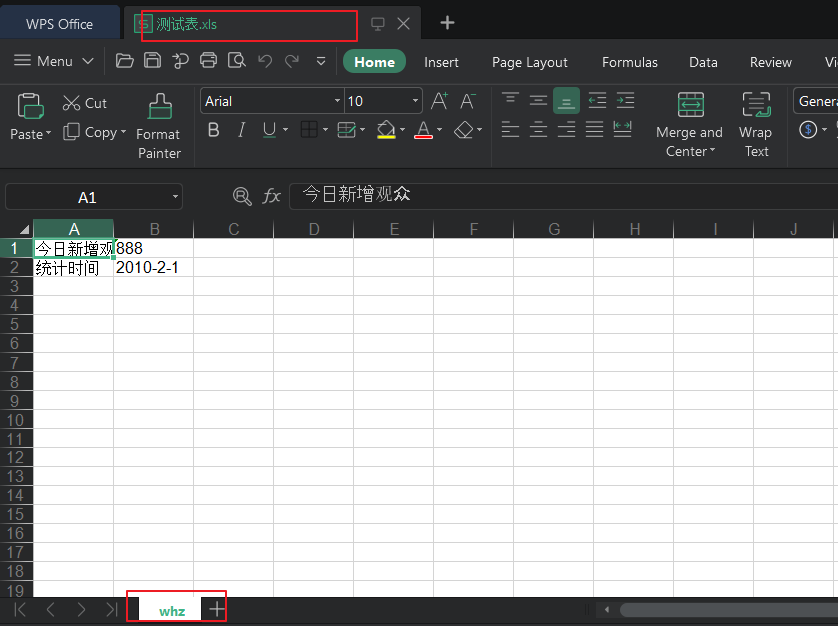 WPS Office 测试表.xls
Menu Home Insert Page Layout Formulas Data Review
Cut Arial 10 Genera
Paste Copy Format Painter B I U A Merge and Center Wrap Text
A1 fx 今日新增观众
A B C D E F G H I J
1 今日新增观 888
2 统计时间 2010-2-1
3
4
5
6
7
8
9
10
11
12
13
14
15
16
17
18
19
whz